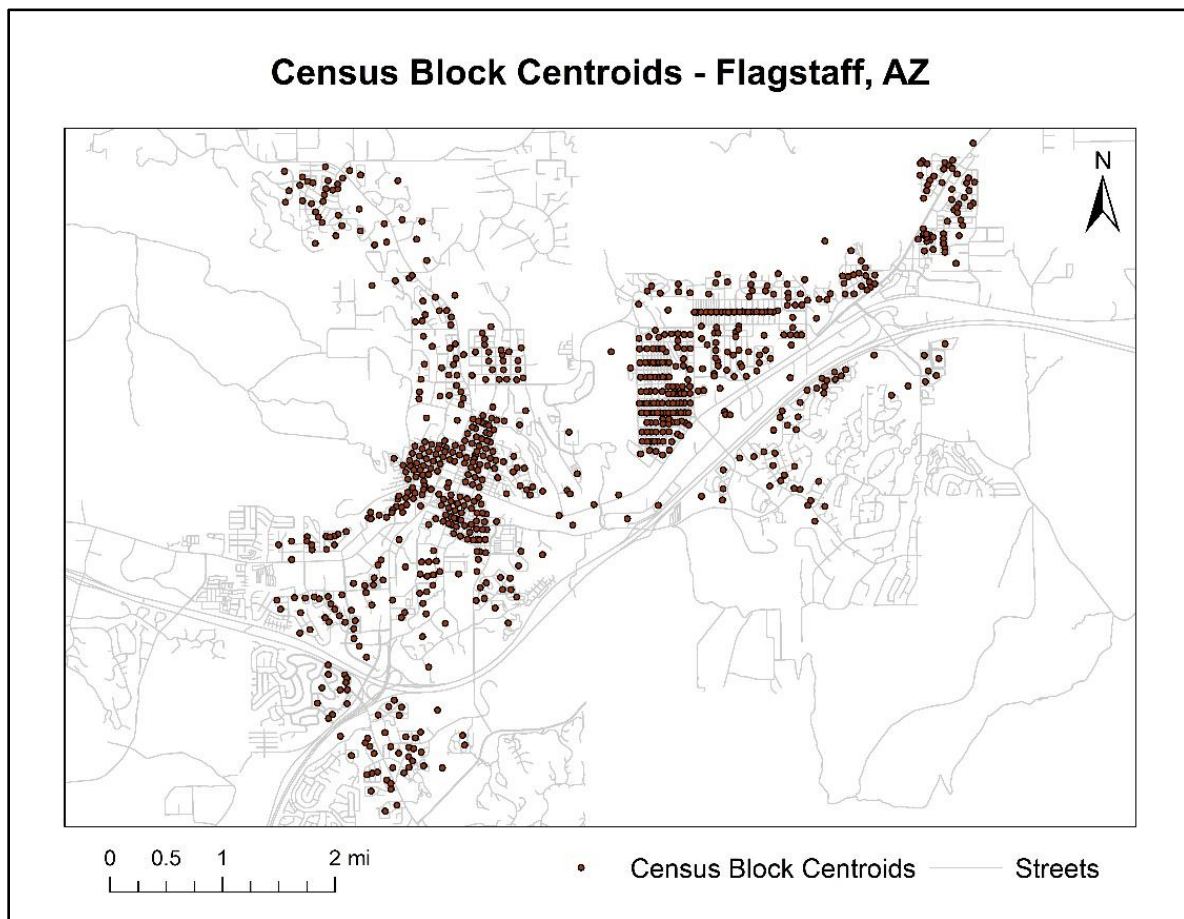 Census Block Centroids - Flagstaff, AZ
N
0 0.5 1 2 mi
Census Block Centroids
Streets